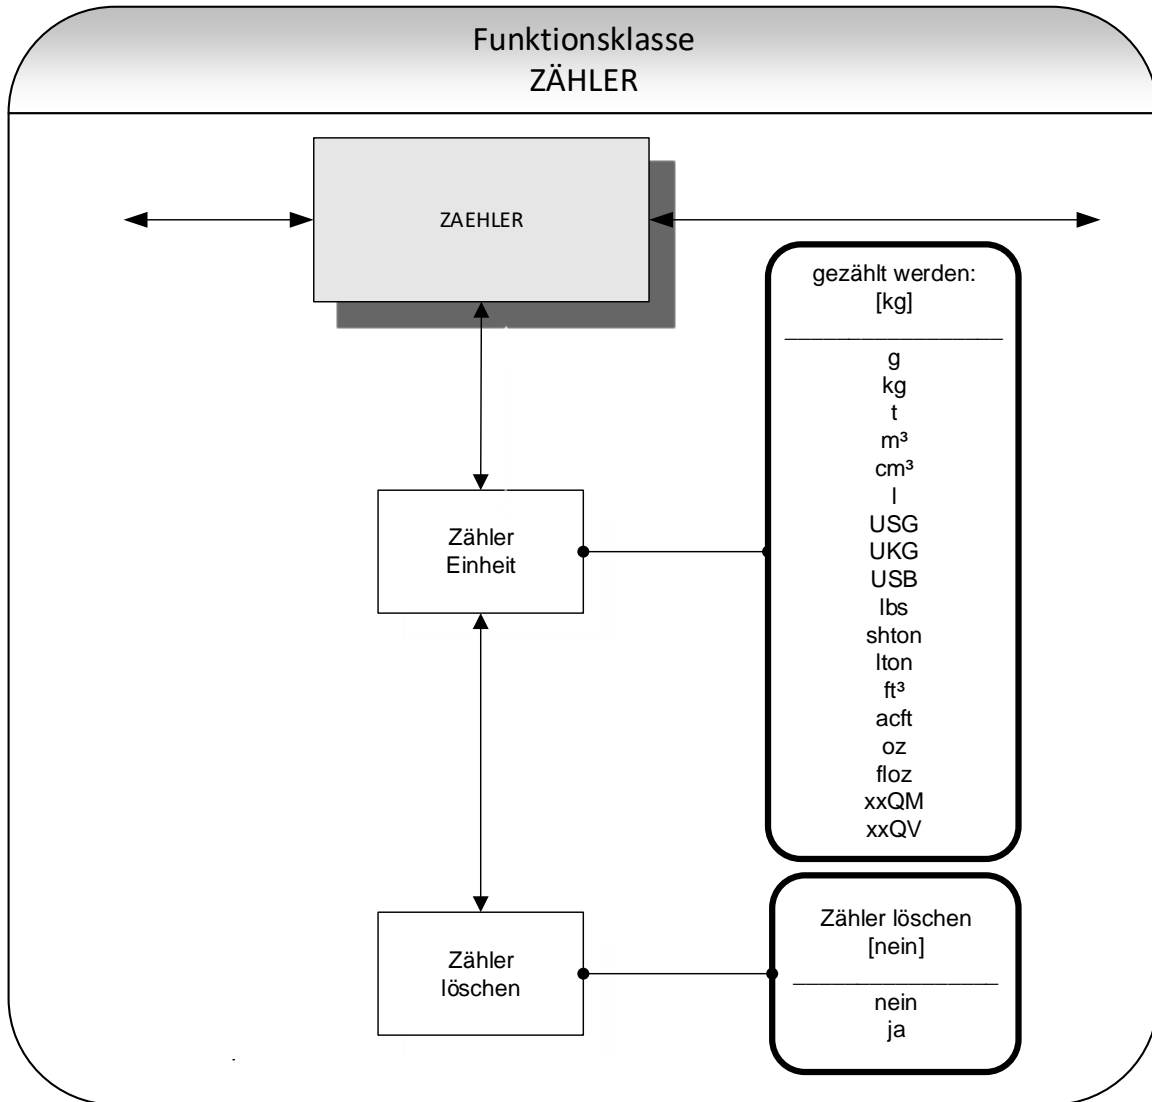 Funktionsklasse
ZÄHLER
ZAEHLER
gezählt werden:
[kg]
g
kg
t
m³
cm³
l
USG
UKG
USB
lbs
shton
lton
ft³
acft
oz
floz
xxQM
xxQV
Zähler
Einheit
Zähler
löschen
Zähler löschen
[nein]
nein
ja